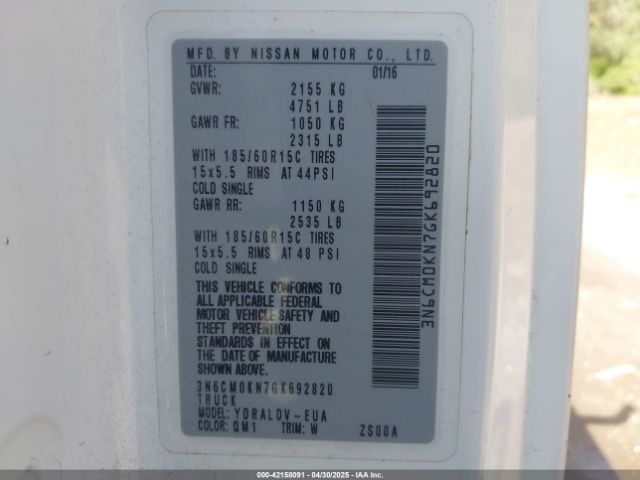 MFD. BY NISSAN MOTOR CO., LTD.
DATE: 01/16
GVWR: 2155 KG
4751 LB
GAWR FR: 1050 KG
2315 LB
WITH 185/60R15C TIRES
15x5.5 RIMS AT 44PSI
COLD SINGLE
GAWR RR: 1150 KG
2535 LB
WITH 185/60R15C TIRES
15x5.5 RIMS AT 48 PSI
COLD SINGLE
THIS VEHICLE CONFORMS TO
ALL APPLICABLE FEDERAL
MOTOR VEHICLE SAFETY AND
THEFT PREVENTION
STANDARDS IN EFFECT ON
THE DATE OF MANUFACTURE
SHOWN ABOVE.
3N6CM0KN7GK692820
TRUCK
MODEL: YDRALDV-EUA
COLOR: QM1 TRIM: W ZS00A
3N6CM0KN7GK692820
000-42158091 - 04/30/2025 - IAAI.COM